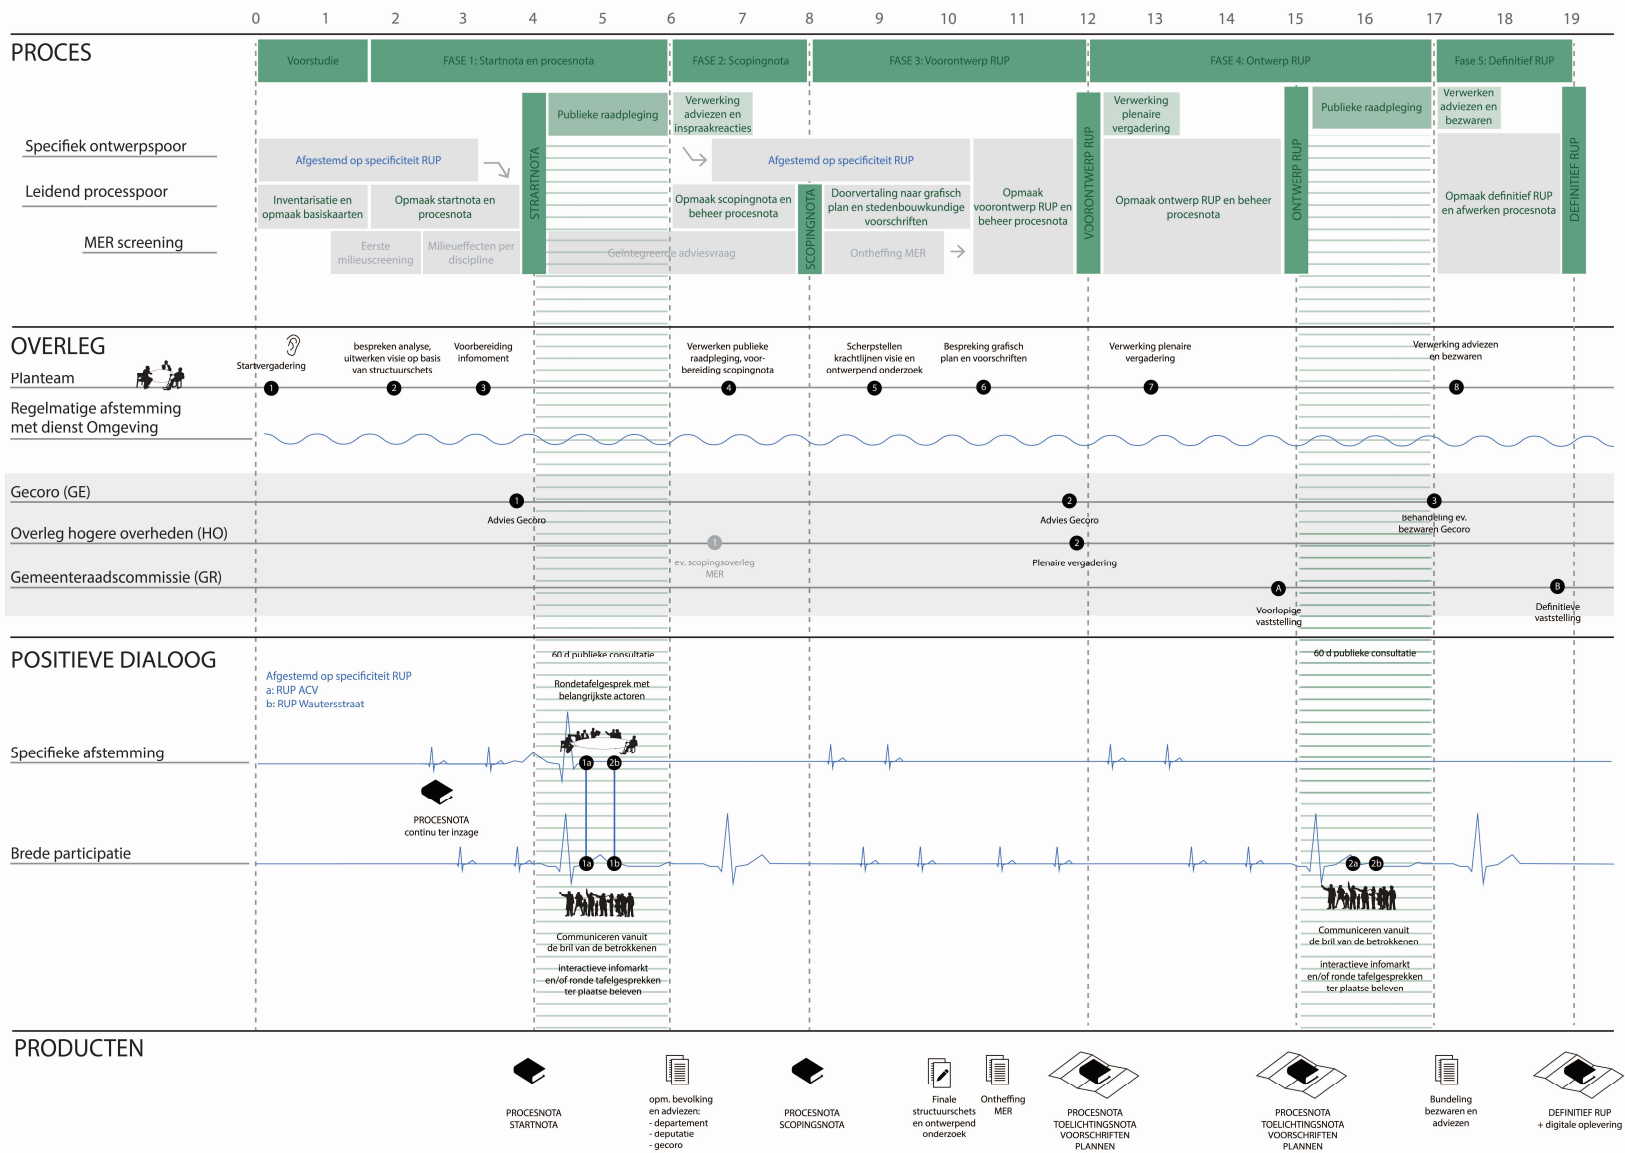 0 1 2 3 4 5 6 7 8 9 10 11 12 13 14 15 16 17 18 19
PROCES
Voorstudie
FASE 1: Startnota en procesnota
FASE 2: Scopingnota
FASE 3: Voorontwerp RUP
FASE 4: Ontwerp RUP
Fase 5: Definitief RUP
Publieke raadpleging
Verwerking
adviezen en
inspraakreacties
Verwerking
plenaire
vergadering
Publieke raadpleging
Verwerken
adviezen en
bezwaren
Specifiek ontwerpspoor
Afgestemd op specificiteit RUP
Afgestemd op specificiteit RUP
Leidend processpoor
Inventarisatie en
opmaak basiskaarten
Opmaak startnota en
procesnota
STRARTNOTA
Opmaak scopingnota en
beheer procesnota
SCOPINGNOTA
Doorvertaling naar grafisch
plan en stedenbouwkundige
voorschriften
Opmaak
voorontwerp RUP en
beheer procesnota
VOORONTWERP RUP
Opmaak ontwerp RUP en beheer
procesnota
ONTWERP RUP
Opmaak definitief RUP
en afwerken procesnota
DEFINITIEF RUP
MER screening
Eerste
milieuscreening
Milieueffecten per
discipline
Geïntegreerde adviesvraag
Ontheffing MER
OVERLEG
Startvergadering
bespreken analyse,
uitwerken visie op basis
van structuurschets
Voorbereiding
infomoment
Verwerken publieke
raadpleging, voor-
bereiding scopingnota
Scherpstellen
krachtlijnen visie en
ontwerpend onderzoek
Bespreking grafisch
plan en voorschriften
Verwerking plenaire
vergadering
Verwerking adviezen
en bezwaren
Planteam
1 2 3 4 5 6 7 8
Regelmatige afstemming
met dienst Omgeving
Gecoro (GE)
1 2 3
Advies Gecoro
Advies Gecoro
Behandeling ev.
bezwaren Gecoro
Overleg hogere overheden (HO)
1 2
ev. scopingsoverleg
MER
Plenaire vergadering
Gemeenteraadscommissie (GR)
A B
Voorlopige
vaststelling
Definitieve
vaststelling
POSITIEVE DIALOOG
60 d publieke consultatie
60 d publieke consultatie
Afgestemd op specificiteit RUP
a: RUP ACV
b: RUP Wautersstraat
Rondetafelgesprek met
belangrijkste actoren
Specifieke afstemming
1a 2b
PROCESNOTA
continu ter inzage
Brede participatie
1a 1b 2a 2b
Communiceren vanuit
de bril van de betrokkenen
interactieve infomarkt
en/of ronde tafelgesprekken
ter plaatse beleven
Communiceren vanuit
de bril van de betrokkenen
interactieve infomarkt
en/of ronde tafelgesprekken
ter plaatse beleven
PRODUCTEN
PROCESNOTA
STARTNOTA
opm. bevolking
en adviezen:
- departement
- deputatie
- gecoro
PROCESNOTA
SCOPINGSNOTA
Finale
structuurschets
en ontwerpend
onderzoek
Ontheffing
MER
PROCESNOTA
TOELICHTINGSNOTA
VOORSCHRIFTEN
PLANNEN
PROCESNOTA
TOELICHTINGSNOTA
VOORSCHRIFTEN
PLANNEN
Bundeling
bezwaren en
adviezen
DEFINITIEF RUP
+ digitale oplevering